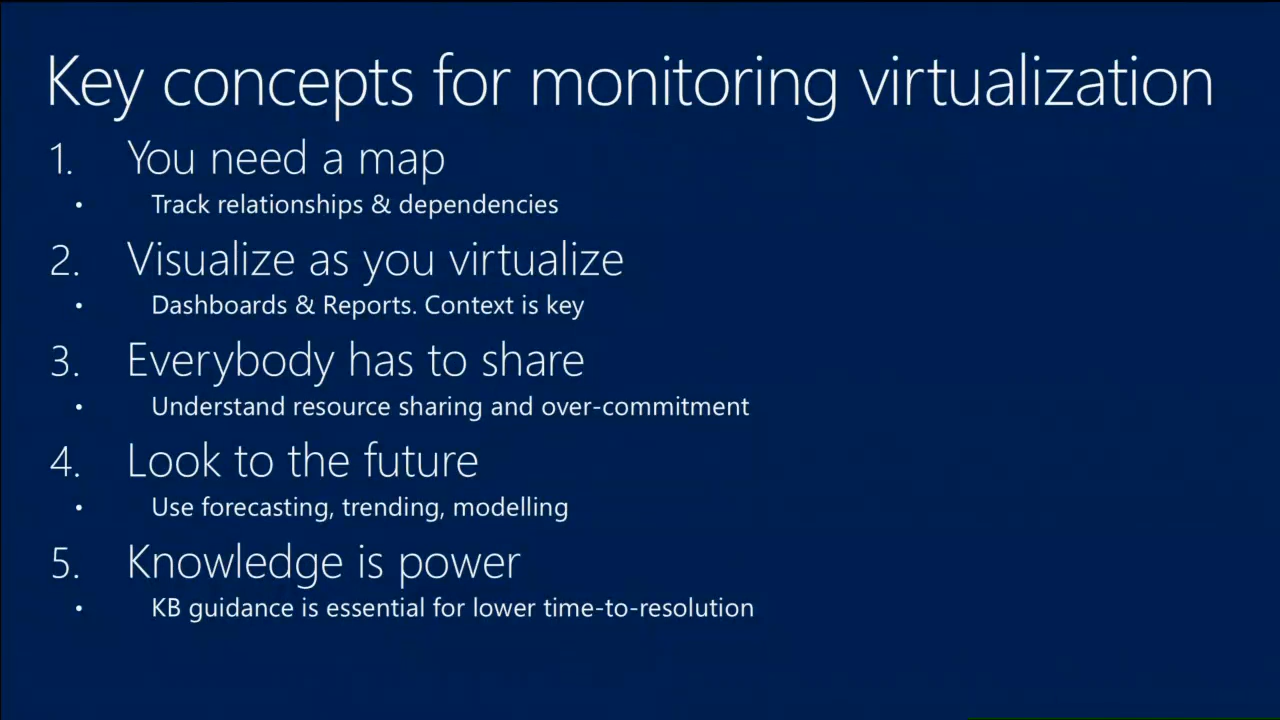 Key concepts for monitoring virtualization
1. You need a map
• Track relationships & dependencies
2. Visualize as you virtualize
• Dashboards & Reports. Context is key
3. Everybody has to share
• Understand resource sharing and over-commitment
4. Look to the future
• Use forecasting, trending, modelling
5. Knowledge is power
• KB guidance is essential for lower time-to-resolution